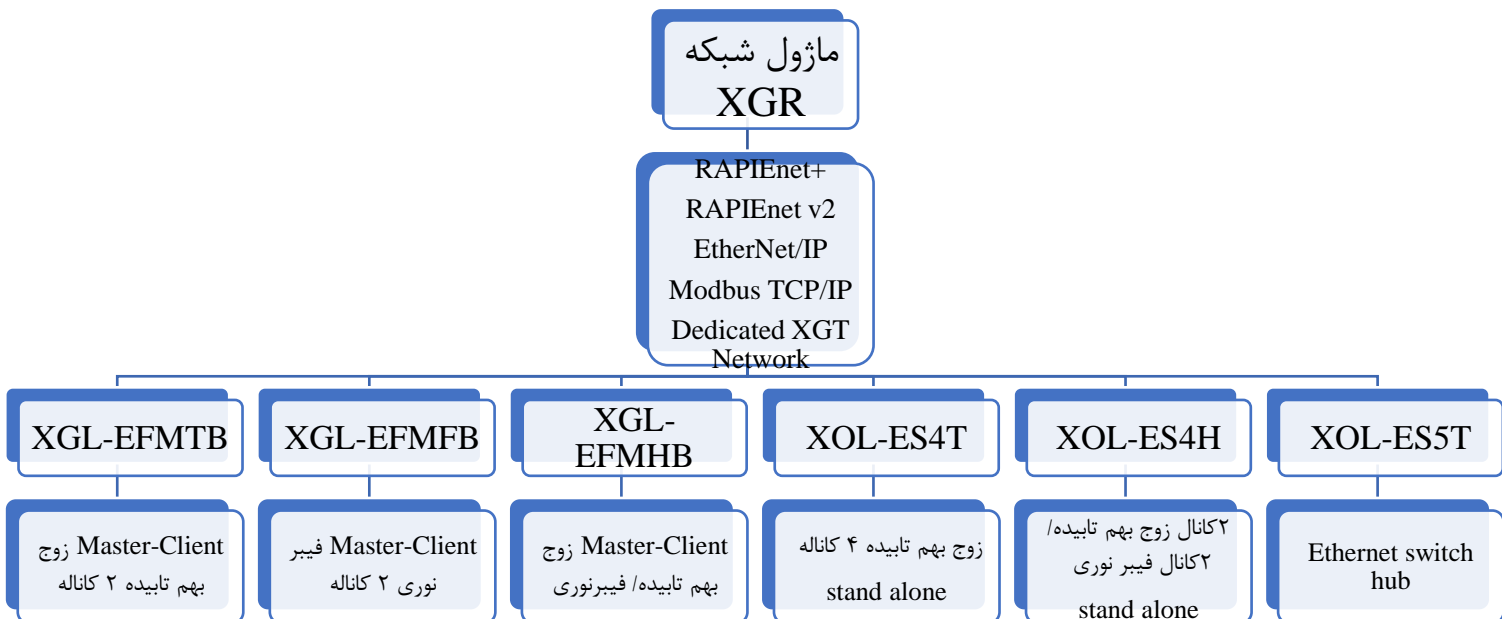 ماژول شبکه
XGR
RAPIEnet+
RAPIEnet v2
EtherNet/IP
Modbus TCP/IP
Dedicated XGT
Network
XGL-EFMTB
XGL-EFMFB
XGL-
EFMHB
XOL-ES4T
XOL-ES4H
XOL-ES5T
Master-Client زوج
بهم تابیده ۲ کاناله
Master-Client فیبر
نوری ۲ کاناله
Master-Client زوج
بهم تابیده/ فیبرنوری
زوج بهم تابیده ۴ کاناله
stand alone
۲کانال زوج بهم تابیده/
۲کانال فیبر نوری
stand alone
Ethernet switch
hub